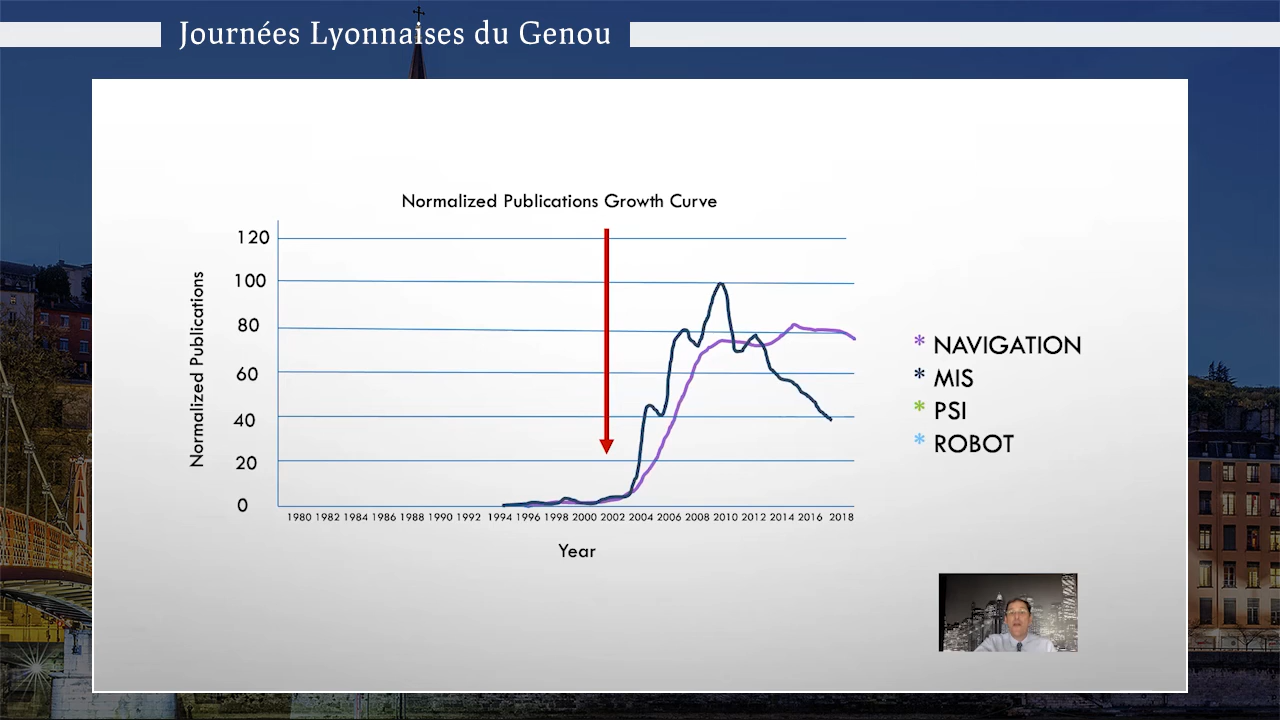 Journées Lyonnaises du Genou
Normalized Publications Growth Curve
Normalized Publications
120
100
80
60
40
20
0
1980 1982 1984 1986 1988 1990 1992 1994 1996 1998 2000 2002 2004 2006 2008 2010 2012 2014 2016 2018
Year
* NAVIGATION
* MIS
* PSI
* ROBOT